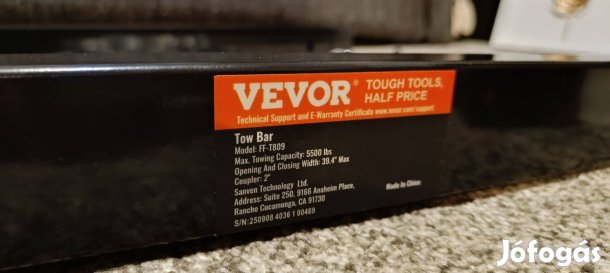 VEVOR® TOUGH TOOLS, HALF PRICE
Technical Support and E-Warranty Certificate www.vevor.com/support
Tow Bar
Model: FF-T809
Max. Towing Capacity: 5500 lbs
Opening And Closing Width: 39.4" Max
Coupler: 2"
Sanven Technology Ltd.
Address: Suite 250, 9166 Anaheim Place,
Rancho Cucamonga, CA 91730
Made In China
S/N:250908 4036 1 00469
Jófogás